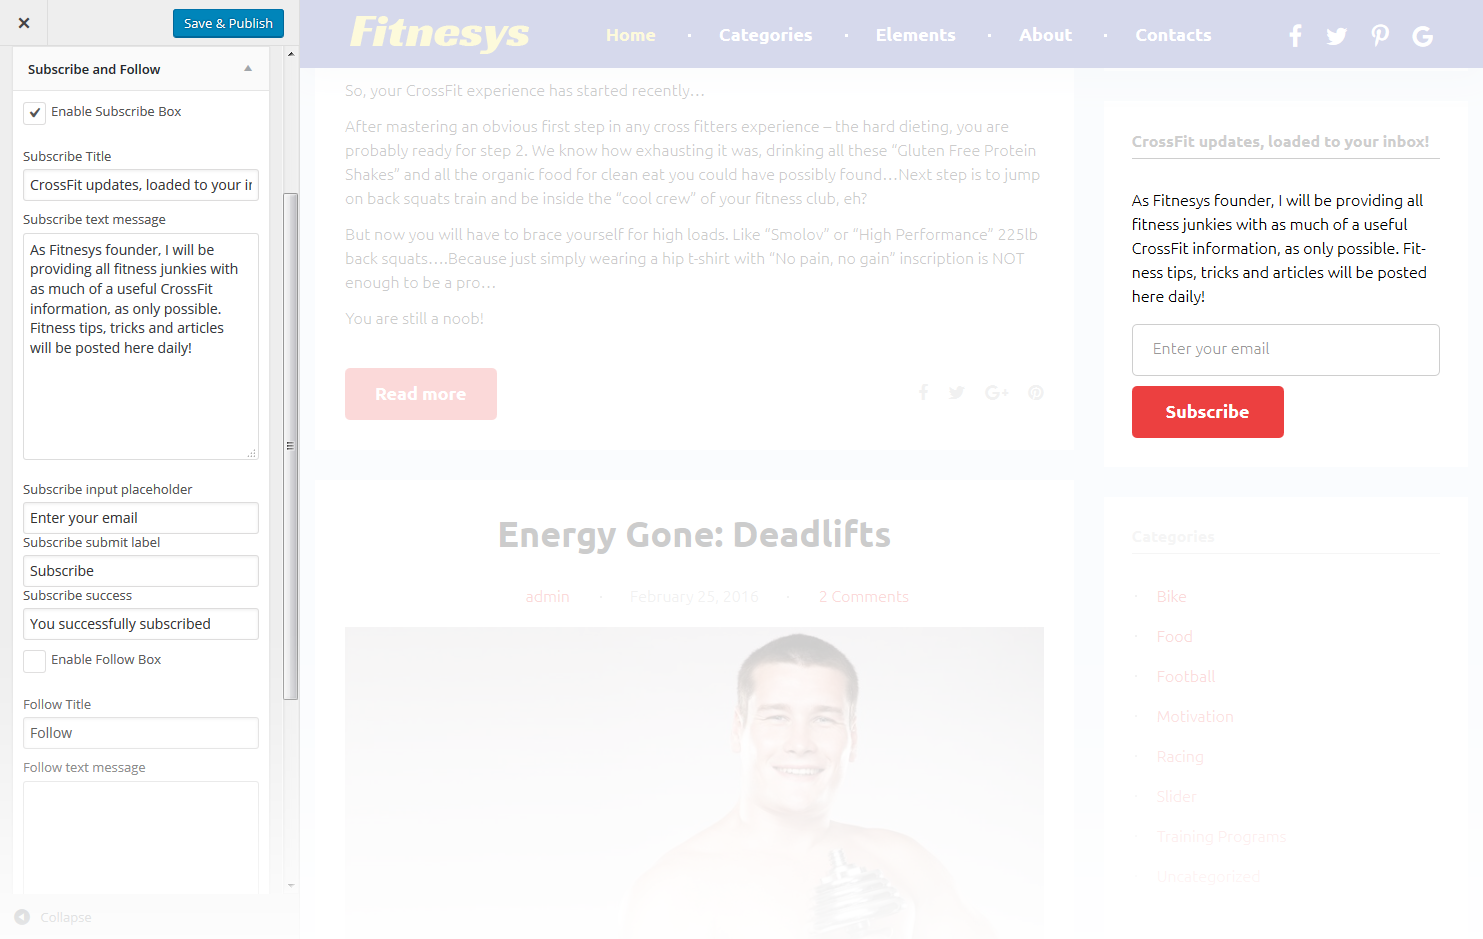 Save & Publish
Subscribe and Follow
Enable Subscribe Box
Subscribe Title
CrossFit updates, loaded to your in
Subscribe text message
As Fitnesys founder, I will be
providing all fitness junkies with
as much of a useful CrossFit
information, as only possible.
Fitness tips, tricks and articles
will be posted here daily!
Subscribe input placeholder
Enter your email
Subscribe submit label
Subscribe
Subscribe success
You successfully subscribed
Enable Follow Box
Follow Title
Follow
Follow text message
Collapse
Fitnesys
Home
Categories
Elements
About
Contacts
So, your CrossFit experience has started recently…
After mastering an obvious first step in any cross fitters experience – the hard dieting, you are
probably ready for step 2. We know how exhausting it was, drinking all these “Gluten Free Protein
Shakes” and all the organic food for clean eat you could have possibly found…Next step is to jump
on back squats train and be inside the “cool crew” of your fitness club, eh?
But now you will have to brace yourself for high loads. Like “Smolov” or “High Performance” 225lb
back squats….Because just simply wearing a hip t-shirt with “No pain, no gain” inscription is NOT
enough to be a pro…
You are still a noob!
Read more
Energy Gone: Deadlifts
admin
February 25, 2016
2 Comments
CrossFit updates, loaded to your inbox!
As Fitnesys founder, I will be providing all
fitness junkies with as much of a useful
CrossFit information, as only possible. Fit-
ness tips, tricks and articles will be posted
here daily!
Enter your email
Subscribe
Categories
Bike
Food
Football
Motivation
Racing
Slider
Training Programs
Uncategorized